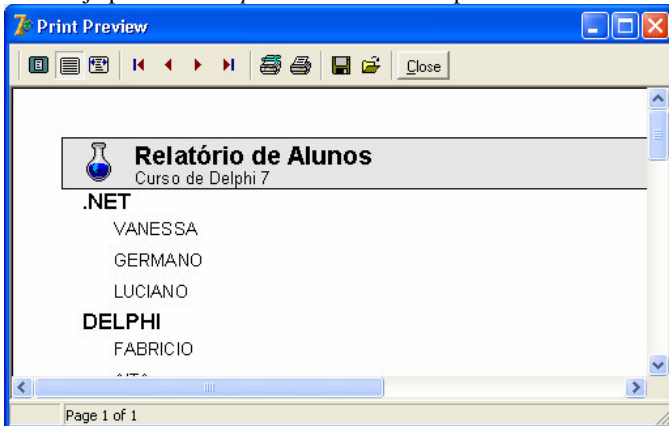 Print Preview
Close
Relatório de Alunos
Curso de Delphi 7
.NET
VANESSA
GERMANO
LUCIANO
DELPHI
FABRICIO
Page 1 of 1